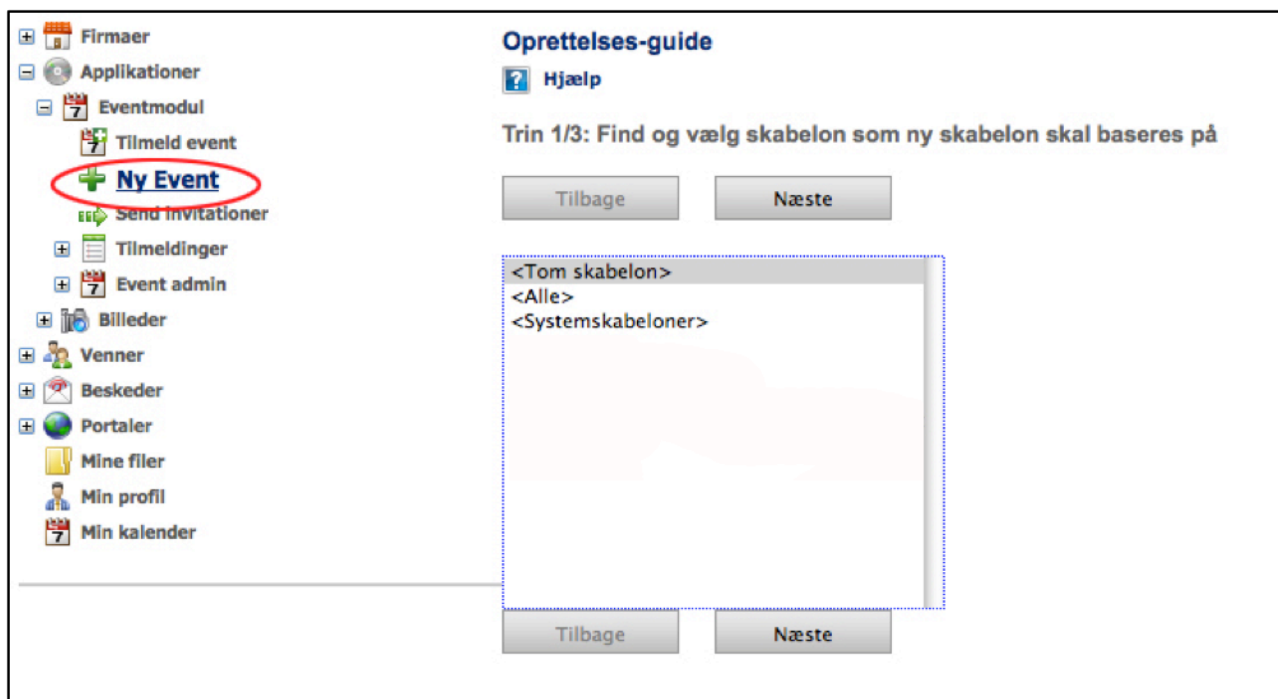 Firmaer
Applikationer
Eventmodul
Tilmeld event
Ny Event
Send invitationer
Tilmeldinger
Event admin
Billeder
Venner
Beskeder
Portaler
Mine filer
Min profil
Min kalender
Oprettelses-guide
Hjælp
Trin 1/3: Find og vælg skabelon som ny skabelon skal baseres på
Tilbage Næste
<Tom skabelon>
<Alle>
<Systemskabeloner>
Tilbage Næste